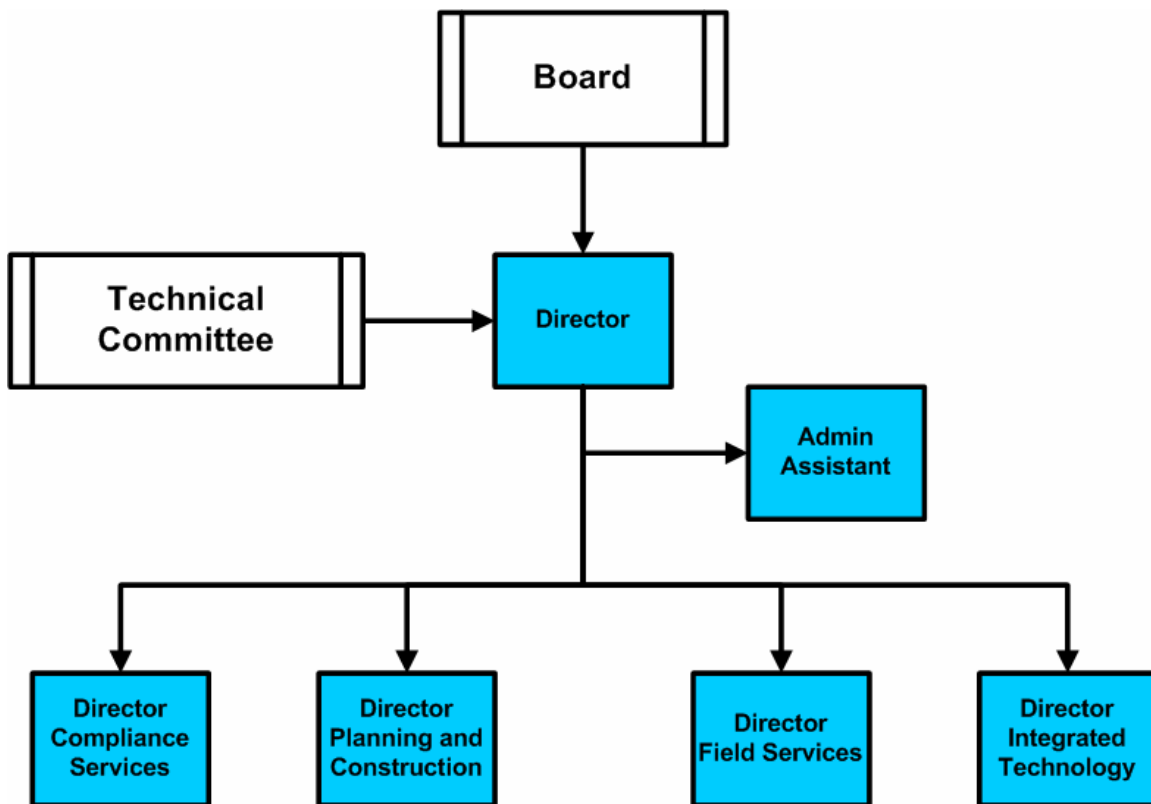 Board
Technical
Committee
Director
Admin
Assistant
Director
Compliance
Services
Director
Planning and
Construction
Director
Field Services
Director
Integrated
Technology